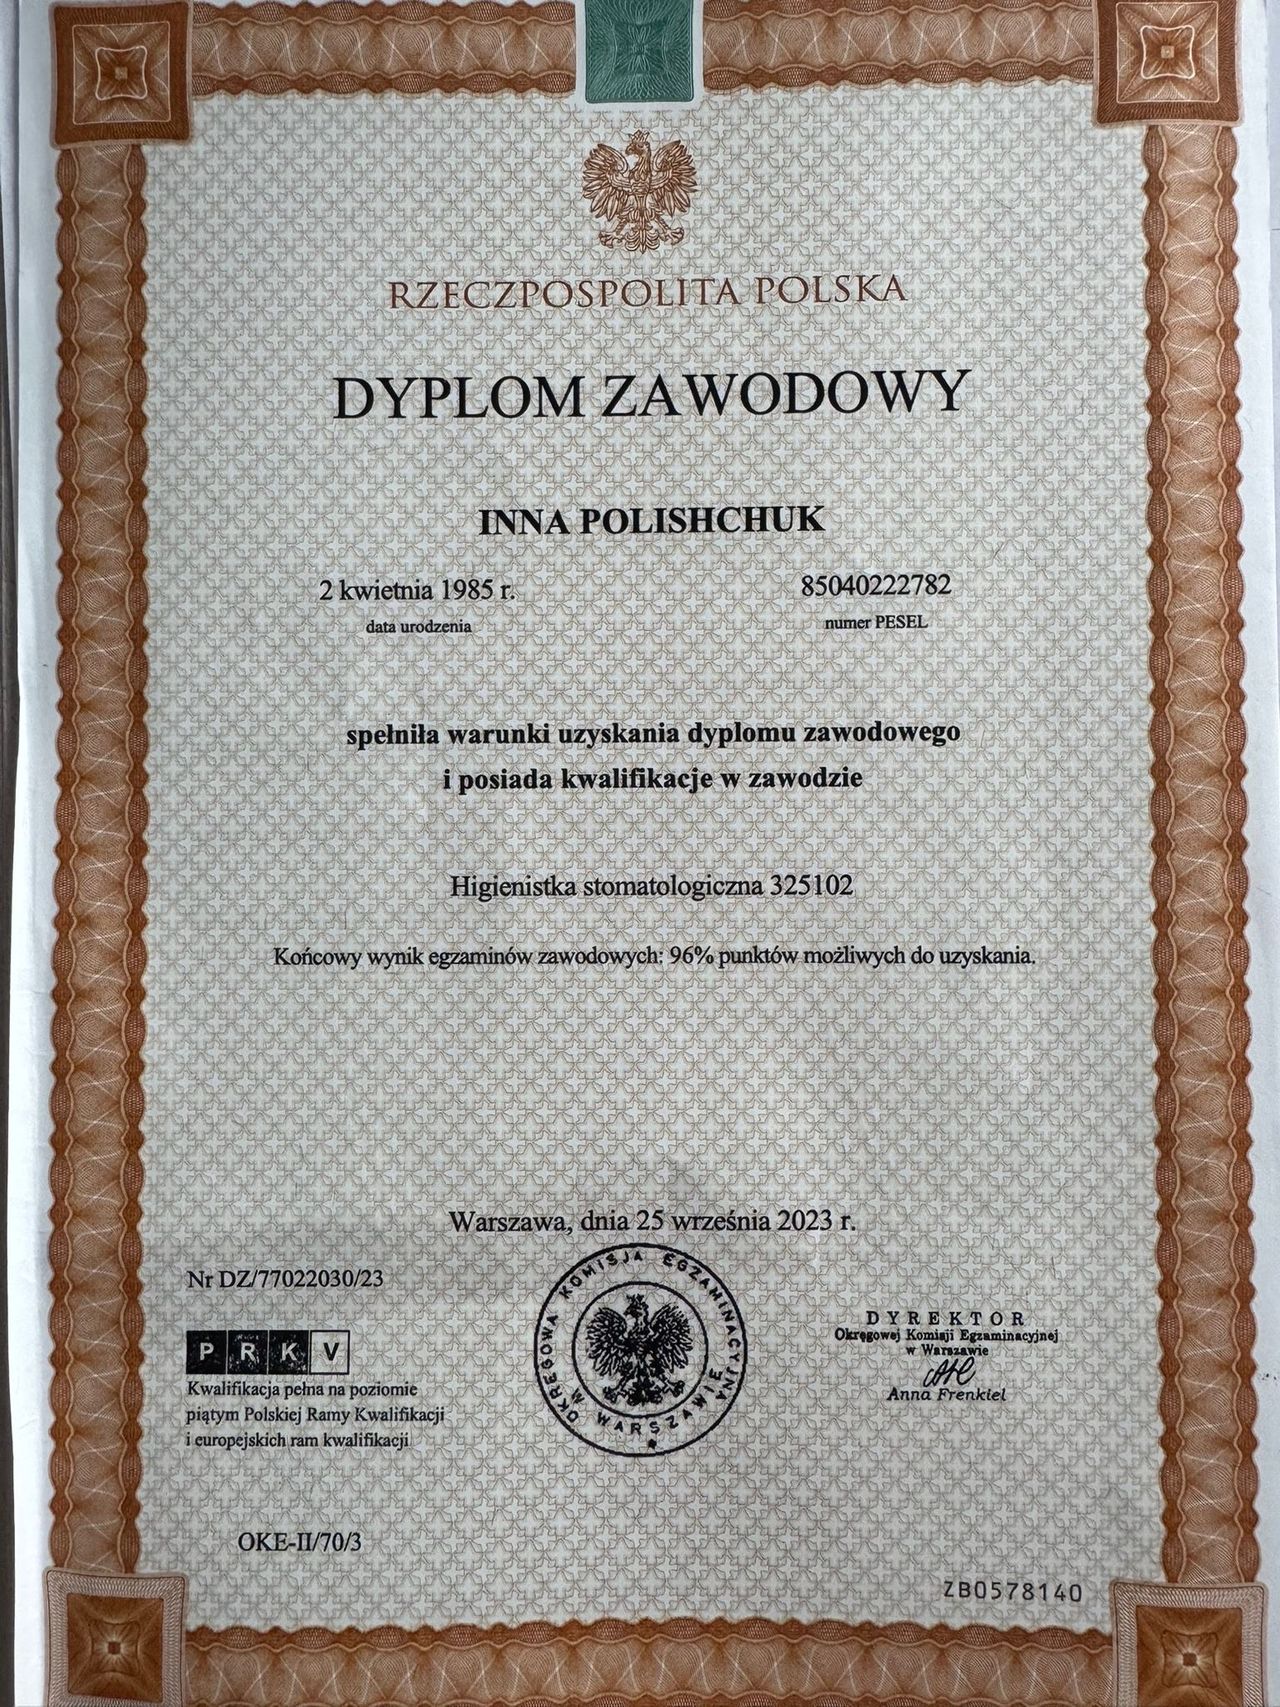 RZECZPOSPOLITA POLSKA
DYPLOM ZAWODOWY
INNA POLISHCHUK
2 kwietnia 1985 r.
data urodzenia
85040222782
numer PESEL
spełniła warunki uzyskania dyplomu zawodowego
i posiada kwalifikacje w zawodzie
Higienistka stomatologiczna 325102
Końcowy wynik egzaminów zawodowych: 96% punktów możliwych do uzyskania.
Warszawa, dnia 25 września 2023 r.
Nr DZ/77022030/23
PRK V
Kwalifikacja pełna na poziomie
piątym Polskiej Ramy Kwalifikacji
i europejskich ram kwalifikacji
OKRĘGOWA KOMISJA EGZAMINACYJNA
W WARSZAWIE
DYREKTOR
Okręgowej Komisji Egzaminacyjnej
w Warszawie
Anna Frenkiel
OKE-II/70/3
ZB0578140